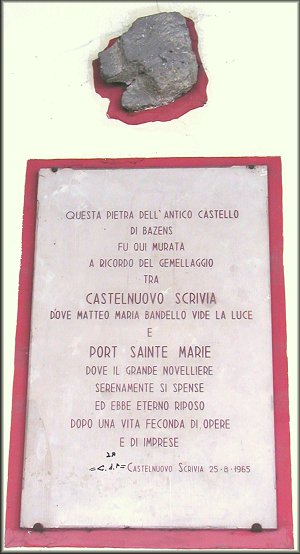 QUESTA PIETRA DELL'ANTICO CASTELLO
DI BAZENS
FU QUI MURATA
A RICORDO DEL GEMELLAGGIO
TRA
CASTELNUOVO SCRIVIA
DOVE MATTEO MARIA BANDELLO VIDE LA LUCE
E
PORT SAINTE MARIE
DOVE IL GRANDE NOVELLIERE
SERENAMENTE SI SPENSE
ED EBBE ETERNO RIPOSO
DOPO UNA VITA FECONDA DI OPERE
E DI IMPRESE
CASTELNUOVO SCRIVIA 25-8-1965